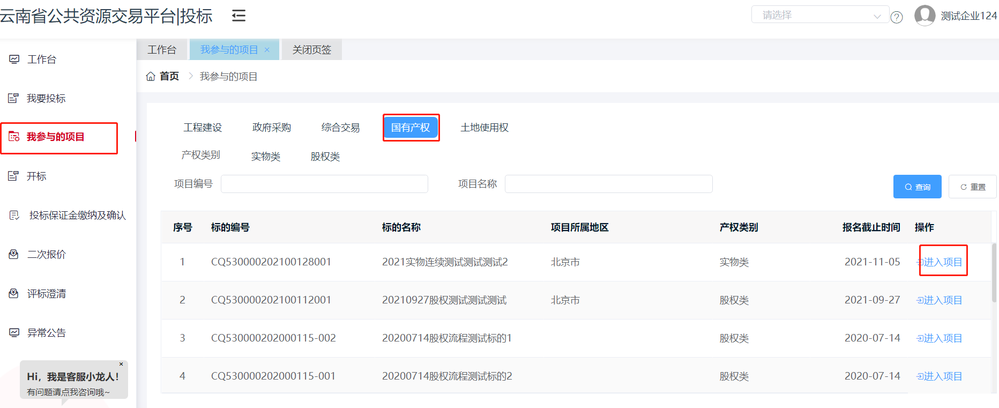 云南省公共资源交易平台|投标
请选择
?
测试企业124
工作台
我要投标
我参与的项目
开标
投标保证金缴纳及确认
二次报价
评标澄清
异常公告
×
Hi，我是客服小龙人！
有问题请点我咨询哦~
工作台 我参与的项目 × 关闭页签
首页 > 我参与的项目
工程建设 政府采购 综合交易 国有产权 土地使用权
产权类别 实物类 股权类
项目编号 项目名称 查询 重置
序号 标的编号 标的名称 项目所属地区 产权类别 报名截止时间 操作
1 CQ530000202100128001 2021实物连续测试测试测试2 北京市 实物类 2021-11-05 进入项目
2 CQ530000202100112001 20210927股权测试测试测试 北京市 股权类 2021-09-27 进入项目
3 CQ530000202000115-002 20200714股权流程测试标的1 股权类 2020-07-14 进入项目
4 CQ530000202000115-001 20200714股权流程测试标的2 股权类 2020-07-14 进入项目